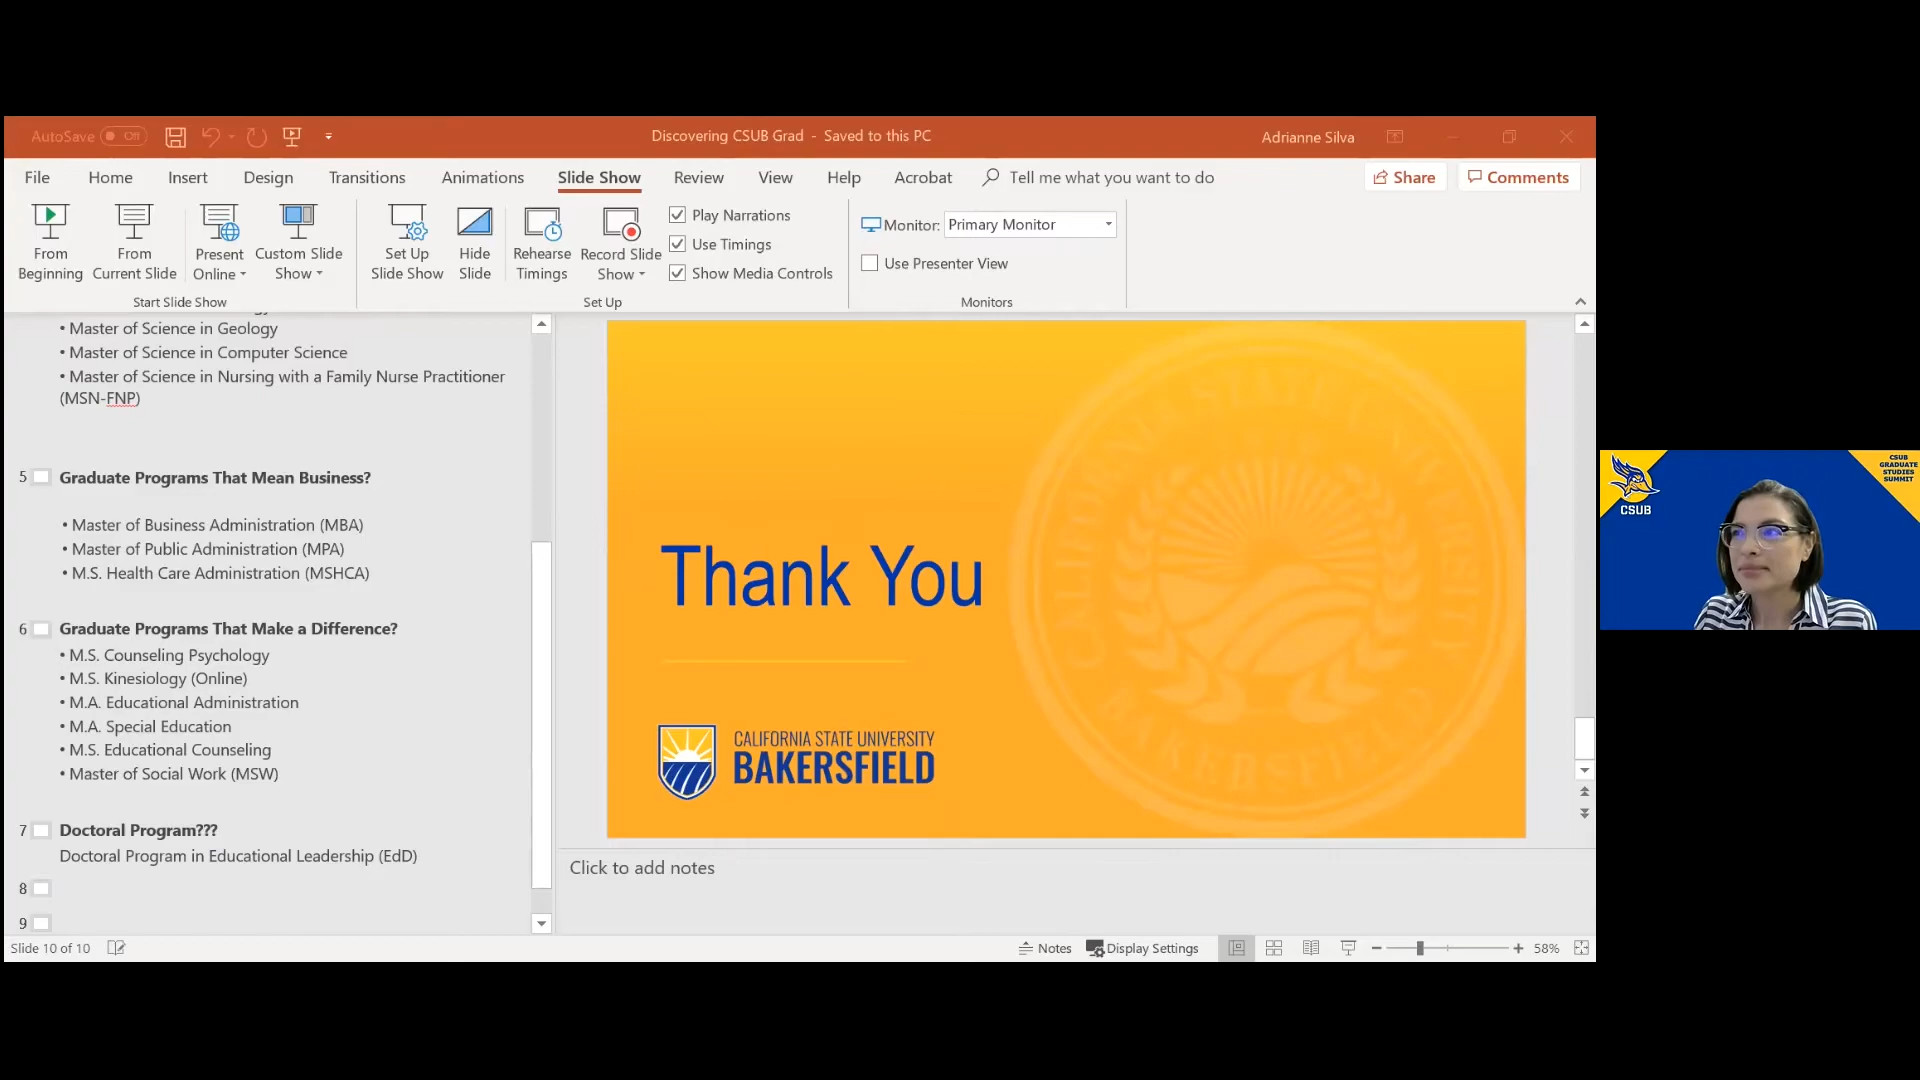 AutoSave Off
Discovering CSUB Grad - Saved to this PC
Adrianne Silva
File Home Insert Design Transitions Animations Slide Show Review View Help Acrobat Tell me what you want to do
Share Comments
From Beginning
From Current Slide
Present Online
Custom Slide Show
Start Slide Show
Set Up Slide Show
Hide Slide
Rehearse Timings
Record Slide Show
Play Narrations
Use Timings
Show Media Controls
Set Up
Monitor: Primary Monitor
Use Presenter View
Monitors
• Master of Science in Geology
• Master of Science in Computer Science
• Master of Science in Nursing with a Family Nurse Practitioner
(MSN-FNP)
5 Graduate Programs That Mean Business?
• Master of Business Administration (MBA)
• Master of Public Administration (MPA)
• M.S. Health Care Administration (MSHCA)
6 Graduate Programs That Make a Difference?
• M.S. Counseling Psychology
• M.S. Kinesiology (Online)
• M.A. Educational Administration
• M.A. Special Education
• M.S. Educational Counseling
• Master of Social Work (MSW)
7 Doctoral Program???
Doctoral Program in Educational Leadership (EdD)
8
9
Thank You
CALIFORNIA STATE UNIVERSITY
BAKERSFIELD
CALIFORNIA STATE UNIVERSITY
1970
BAKERSFIELD
Click to add notes
Slide 10 of 10
Notes Display Settings 58%
CSUB
CSUB
GRADUATE
STUDIES
SUMMIT